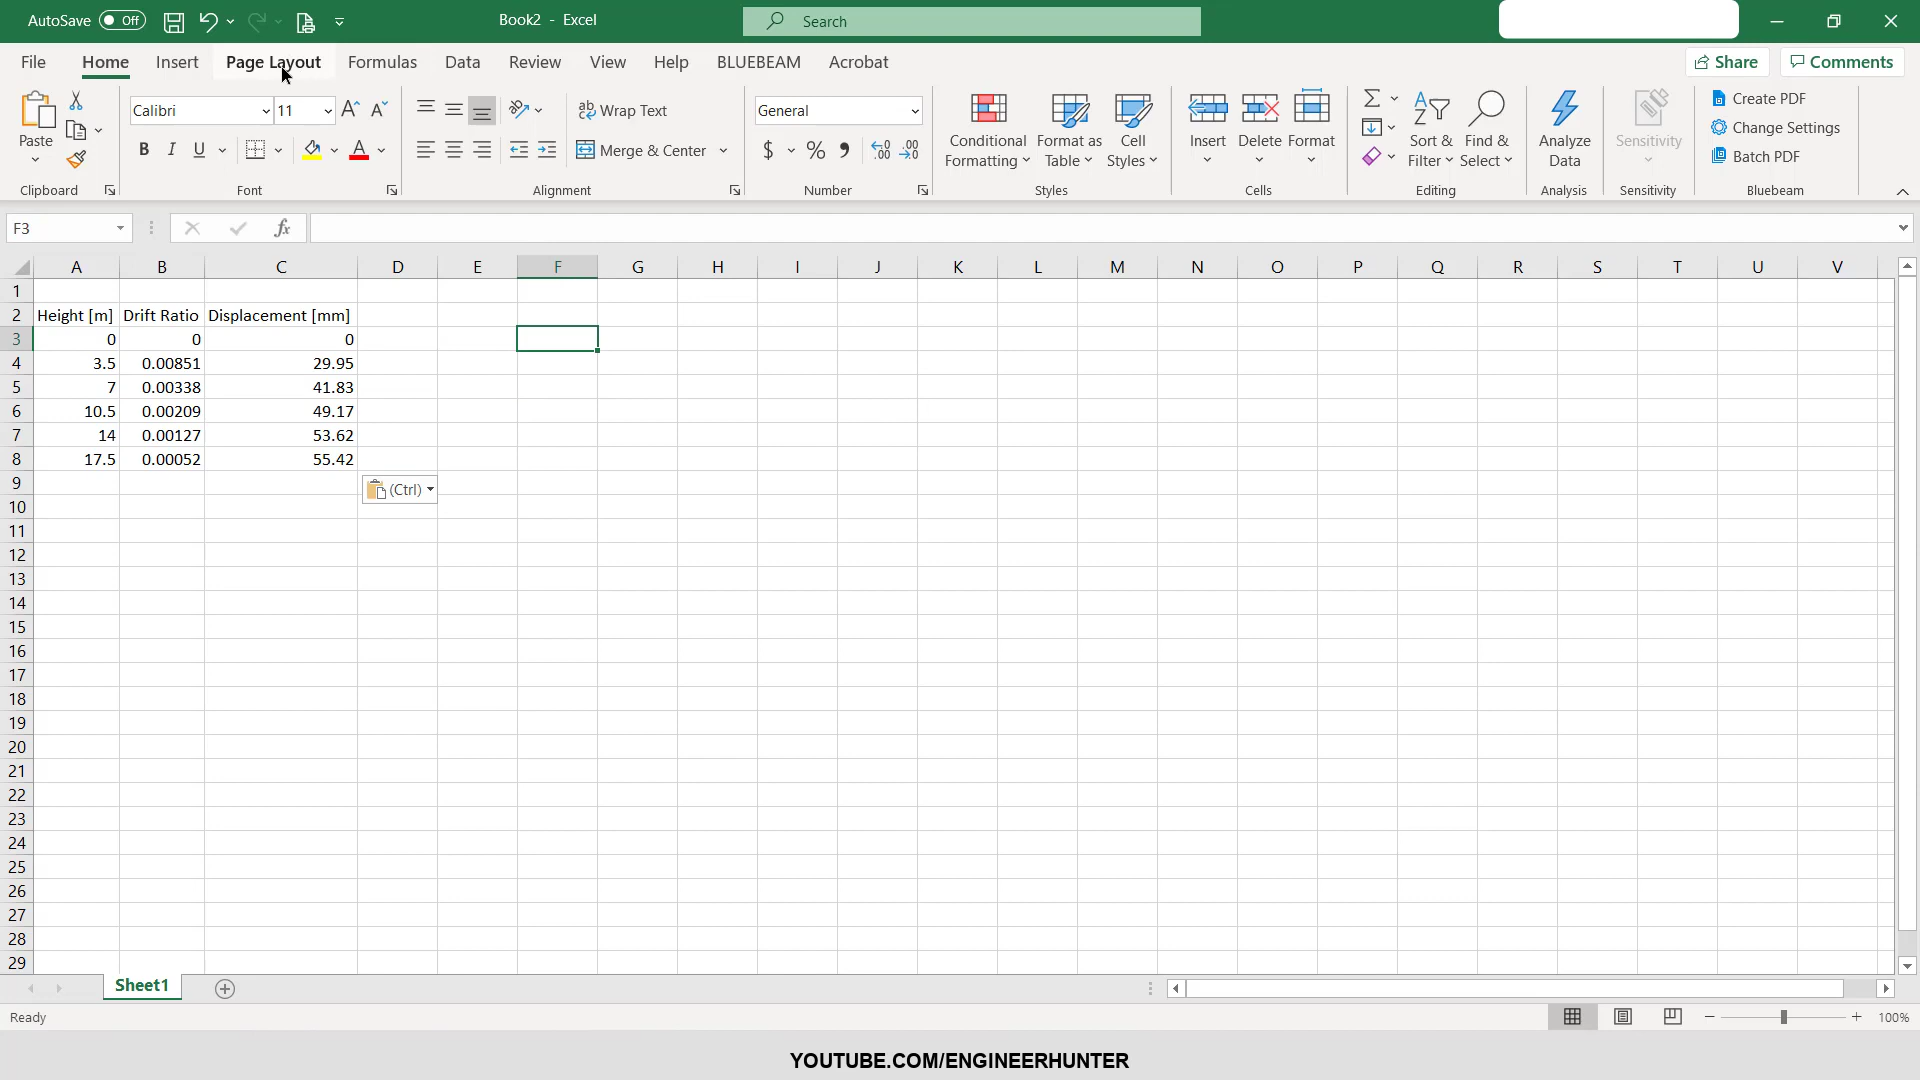 AutoSave Off
Book2 - Excel
Search
File Home Insert Page Layout Formulas Data Review View Help BLUEBEAM Acrobat
Share Comments
Paste
Clipboard
Calibri 11
B I U
A
Font
ab Wrap Text
Merge & Center
Alignment
General
$ % 9
Number
Conditional Formatting
Format as Table
Cell Styles
Styles
Insert Delete Format
Cells
Sort & Filter
Find & Select
Editing
Analyze Data
Analysis
Sensitivity
Sensitivity
Create PDF
Change Settings
Batch PDF
Bluebeam
F3
fx
A B C D E F G H I J K L M N O P Q R S T U V
1
2 Height [m] Drift Ratio Displacement [mm]
3 0 0 0
4 3.5 0.00851 29.95
5 7 0.00338 41.83
6 10.5 0.00209 49.17
7 14 0.00127 53.62
8 17.5 0.00052 55.42
9 (Ctrl)
10
11
12
13
14
15
16
17
18
19
20
21
22
23
24
25
26
27
28
29
Sheet1
Ready
100%
YOUTUBE.COM/ENGINEERHUNTER